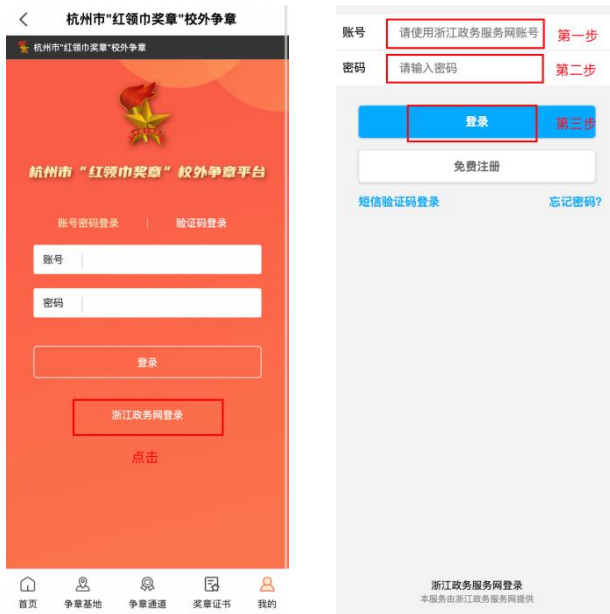 杭州市"红领巾奖章"校外争章
杭州市"红领巾奖章"校外争章
杭州市“红领巾奖章”校外争章平台
账号密码登录
验证码登录
账号
密码
登录
浙江政务网登录
点击
首页
争章基地
争章通道
奖章证书
我的
账号
请使用浙江政务服务网账号
第一步
密码
请输入密码
第二步
登录
第三步
免费注册
短信验证码登录
忘记密码?
浙江政务服务网登录
本服务由浙江政务服务网提供